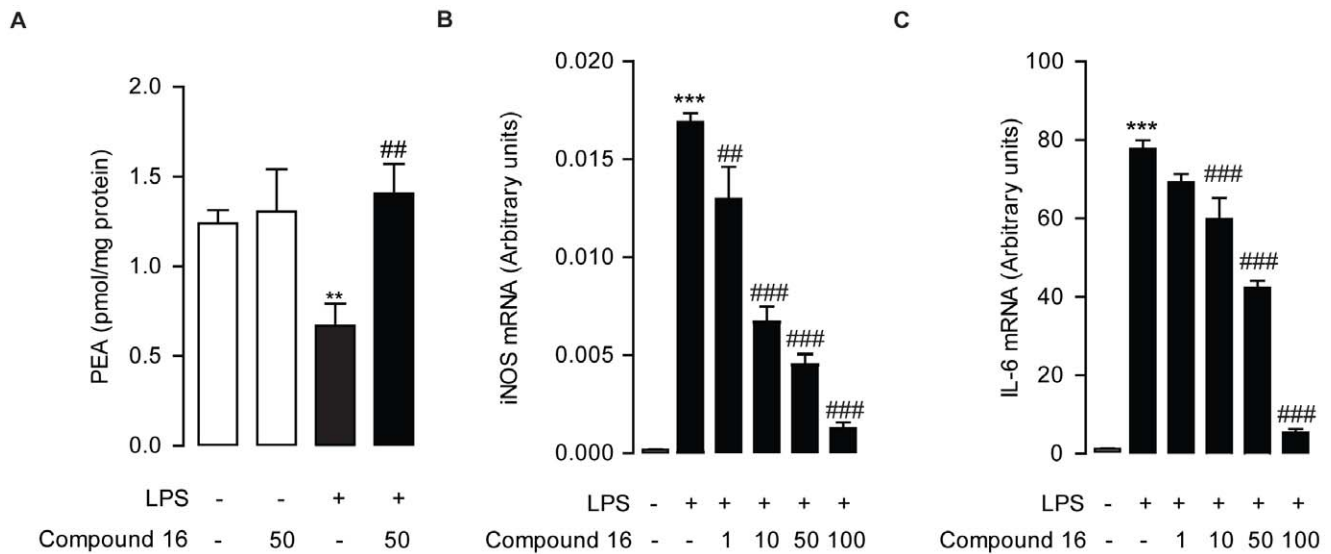 A
PEA (pmol/mg protein)
2.0
1.5
1.0
0.5
0.0
**
##
LPS - - + +
Compound 16 - 50 - 50
B
iNOS mRNA (Arbitrary units)
0.020
0.015
0.010
0.005
0.000
***
##
###
###
###
LPS - + + + + +
Compound 16 - - 1 10 50 100
C
IL-6 mRNA (Arbitrary units)
100
80
60
40
20
0
***
###
###
###
LPS - + + + + +
Compound 16 - - 1 10 50 100